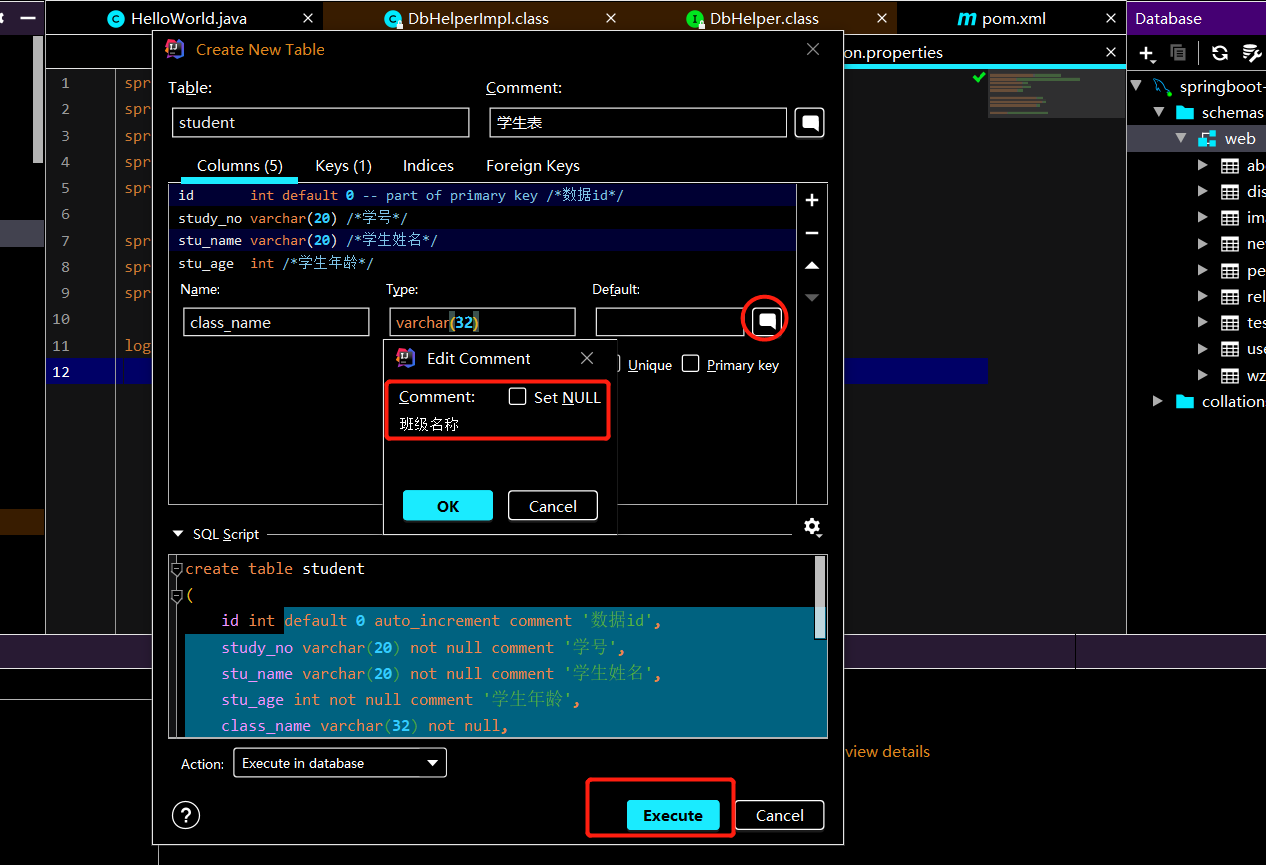 HelloWorld.java
DbHelperImpl.class
DbHelper.class
pom.xml
Database
Create New Table
on.properties
Table:
Comment:
student
学生表
Columns (5)
Keys (1)
Indices
Foreign Keys
id int default 0 -- part of primary key /*数据id*/
study_no varchar(20) /*学号*/
stu_name varchar(20) /*学生姓名*/
stu_age int /*学生年龄*/
Name:
Type:
Default:
class_name
varchar(32)
Unique
Primary key
Edit Comment
Comment:
Set NULL
班级名称
OK
Cancel
SQL Script
create table student
(
id int default 0 auto_increment comment '数据id',
study_no varchar(20) not null comment '学号',
stu_name varchar(20) not null comment '学生姓名',
stu_age int not null comment '学生年龄',
class_name varchar(32) not null,
Action:
Execute in database
?
Execute
Cancel
view details
1 spr
2 spr
3 spr
4 spr
5 spr
6
7 spr
8 spr
9 spr
10
11 log
12
springboot-
schemas
web
ab
dis
ima
nev
pe
rel
tes
use
wz
collation